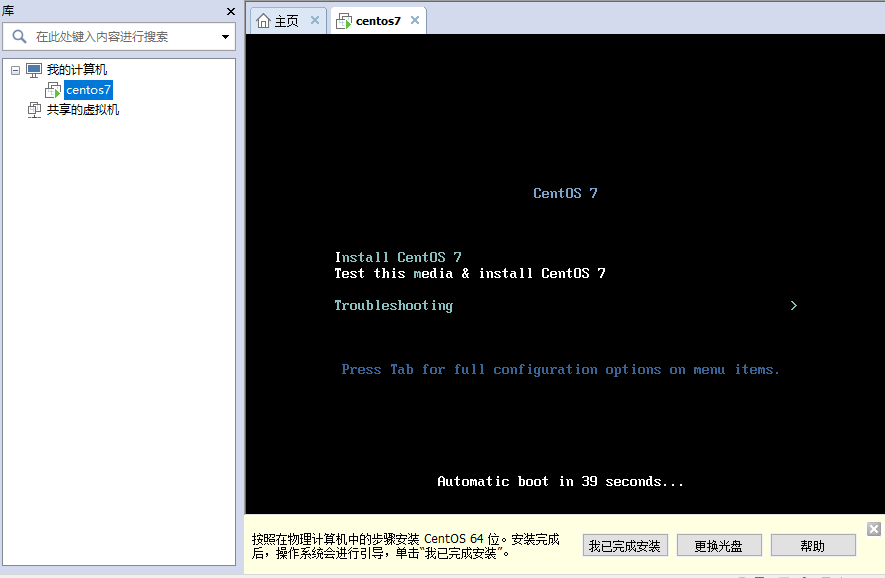 库
在此处键入内容进行搜索
我的计算机
centos7
共享的虚拟机
主页
centos7
CentOS 7
Install CentOS 7
Test this media & install CentOS 7
Troubleshooting >
Press Tab for full configuration options on menu items.
Automatic boot in 39 seconds...
按照在物理计算机中的步骤安装 CentOS 64 位。安装完成
后，操作系统会进行引导，单击“我已完成安装”。
我已完成安装
更换光盘
帮助